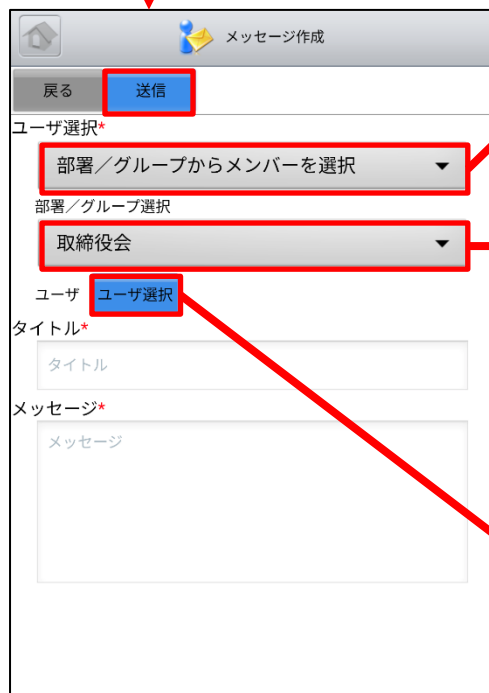 メッセージ作成
戻る 送信
ユーザ選択*
部署／グループからメンバーを選択
部署／グループ選択
取締役会
ユーザ ユーザ選択
タイトル*
タイトル
メッセージ*
メッセージ